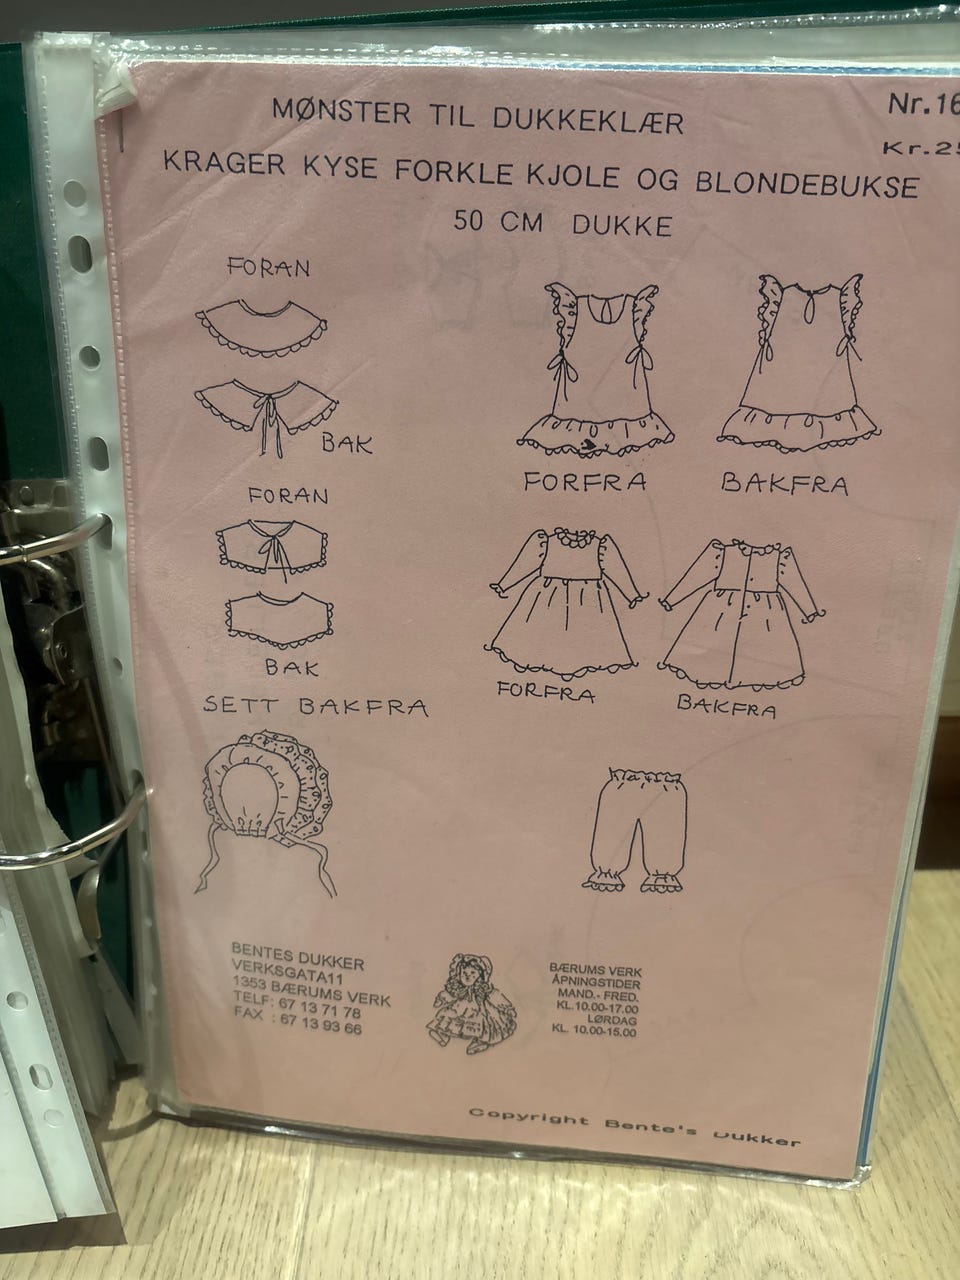 MØNSTER TIL DUKKEKLÆR
Nr.16
Kr.25
KRAGER KYSE FORKLE KJOLE OG BLONDEBUKSE
50 CM DUKKE
FORAN
BAK
FORFRA
BAKFRA
FORAN
BAK
FORFRA
BAKFRA
SETT BAKFRA
BENTES DUKKER
VERKSGATA11
1353 BÆRUMS VERK
TELF: 67 13 71 78
FAX : 67 13 93 66
BÆRUMS VERK
ÅPNINGSTIDER
MAND.- FRED.
KL.10.00-17.00
LØRDAG
KL. 10.00-15.00
Copyright Bente's Dukker